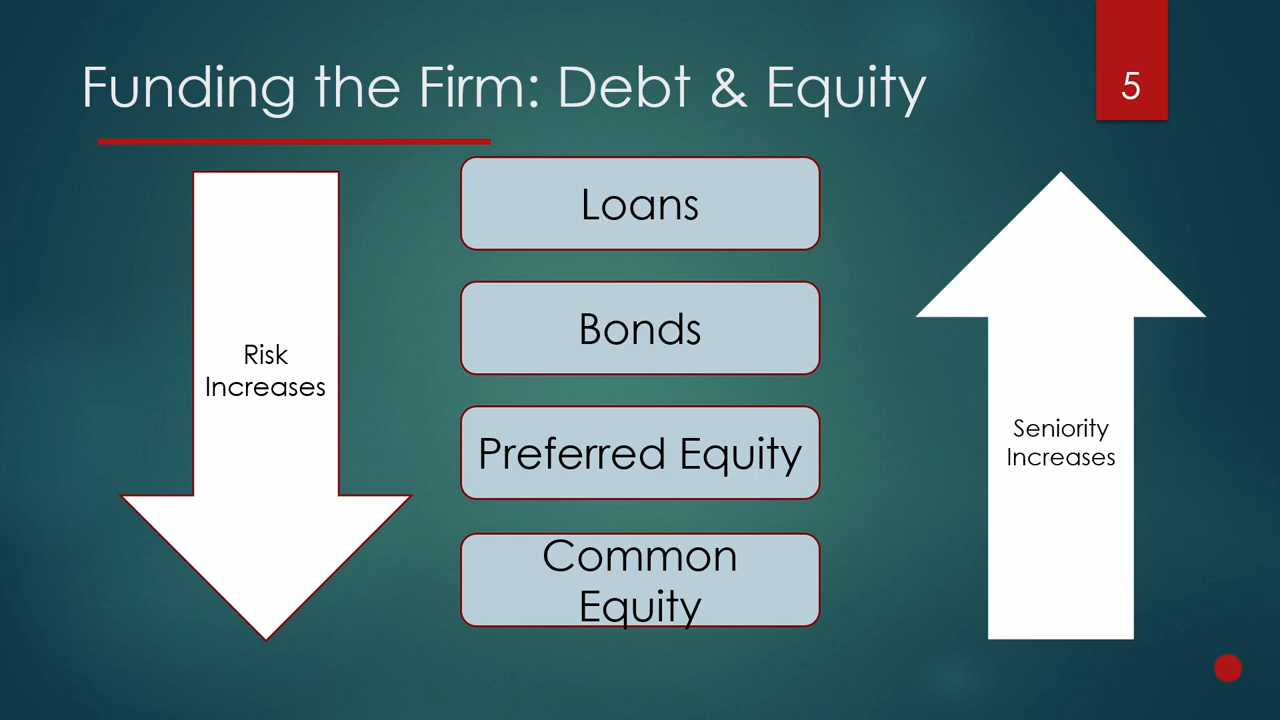 Funding the Firm: Debt & Equity
5
Loans
Bonds
Preferred Equity
Common
Equity
Risk
Increases
Seniority
Increases